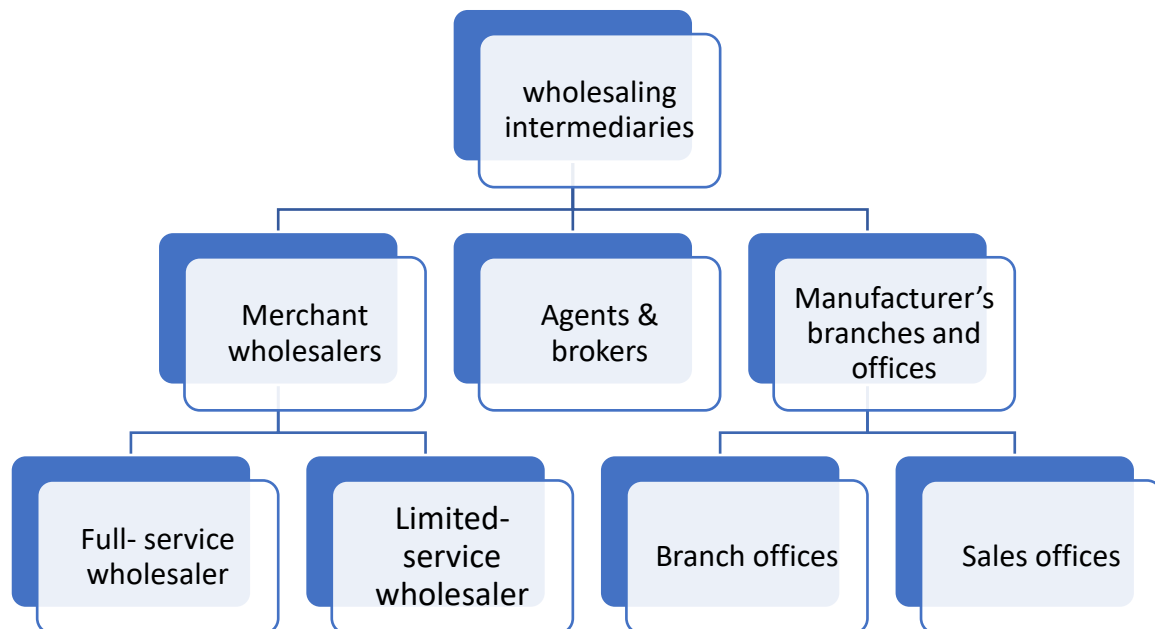 wholesaling
intermediaries
Merchant
wholesalers
Agents &
brokers
Manufacturer’s
branches and
offices
Full- service
wholesaler
Limited-
service
wholesaler
Branch offices
Sales offices